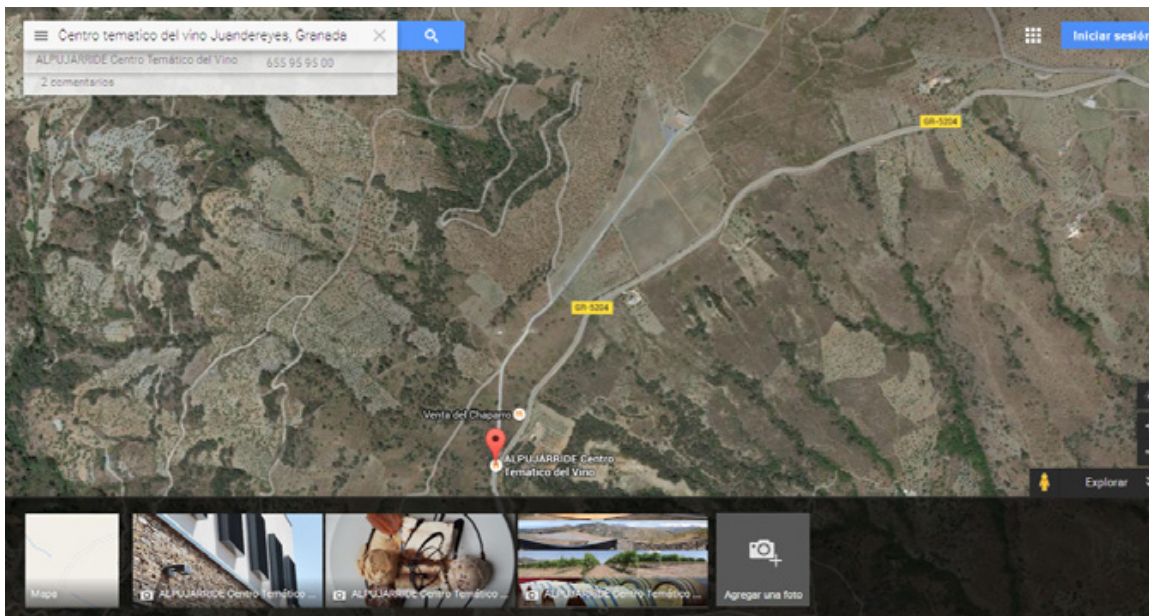 Centro tematico del vino Juandereyes, Granada
Iniciar sesión
ALPUJARRIDE Centro Temático del Vino 655 95 95 00
2 comentarios
GR-5204
GR-5204
Venta del Chaparro
ALPUJARRIDE Centro
Temático del Vino
Explorar
Mapa
ALPUJARRIDE Centro Temático ...
ALPUJARRIDE Centro Temático ...
ALPUJARRIDE Centro Temático ...
Agregar una foto